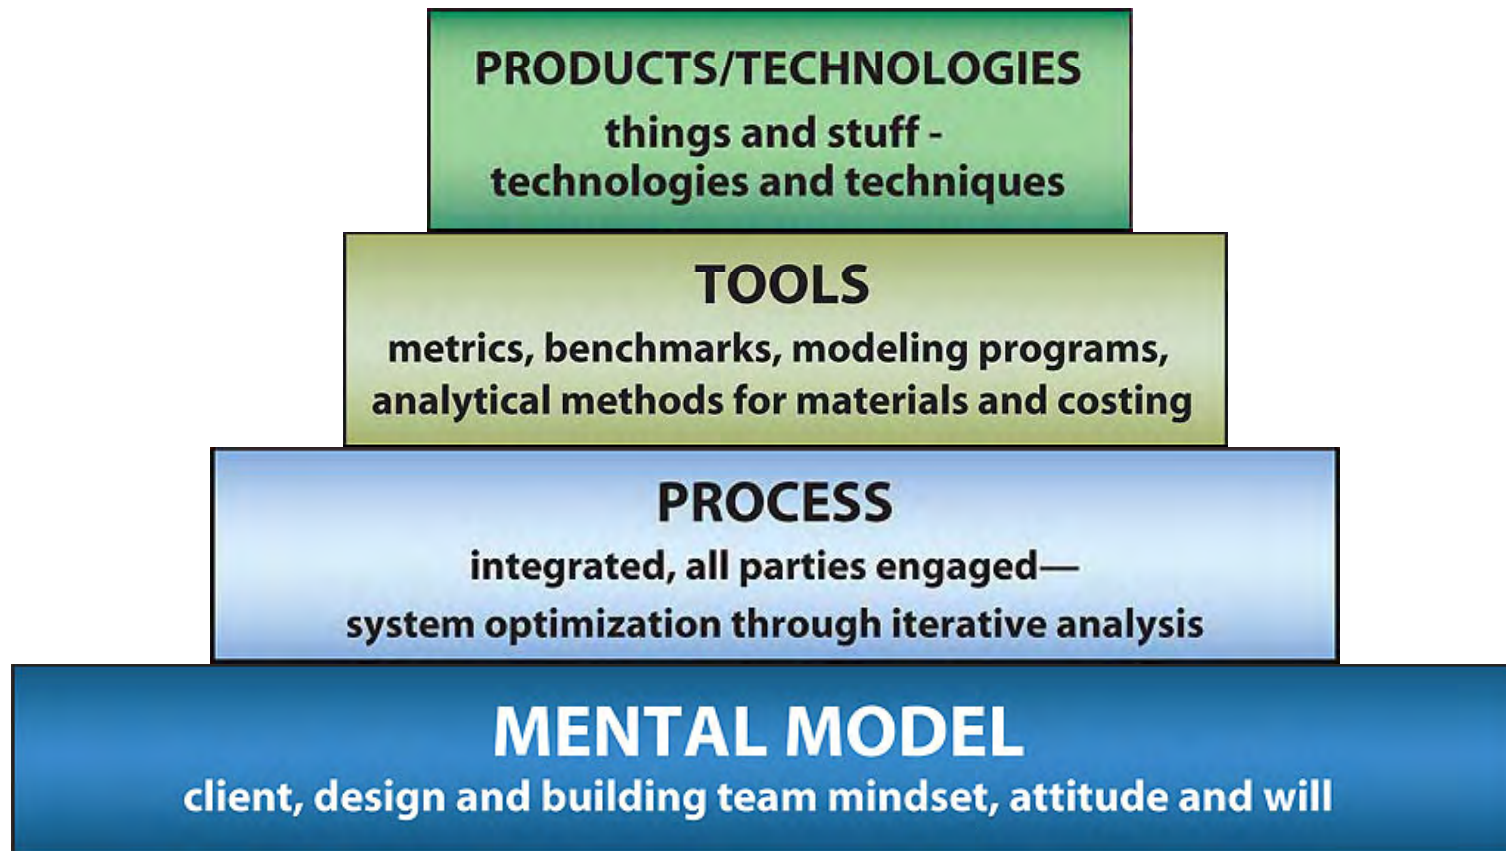 PRODUCTS/TECHNOLOGIES
things and stuff -
technologies and techniques
TOOLS
metrics, benchmarks, modeling programs,
analytical methods for materials and costing
PROCESS
integrated, all parties engaged—
system optimization through iterative analysis
MENTAL MODEL
client, design and building team mindset, attitude and will